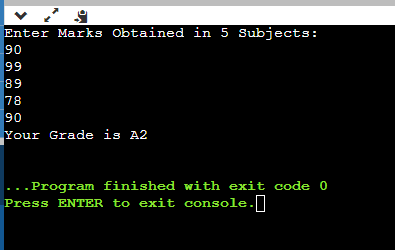 Enter Marks Obtained in 5 Subjects:
90
99
89
78
90
Your Grade is A2
...Program finished with exit code 0
Press ENTER to exit console.